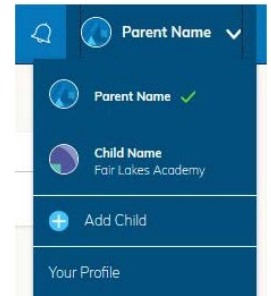 Parent Name
Parent Name
Child Name
Fair Lakes Academy
Add Child
Your Profile